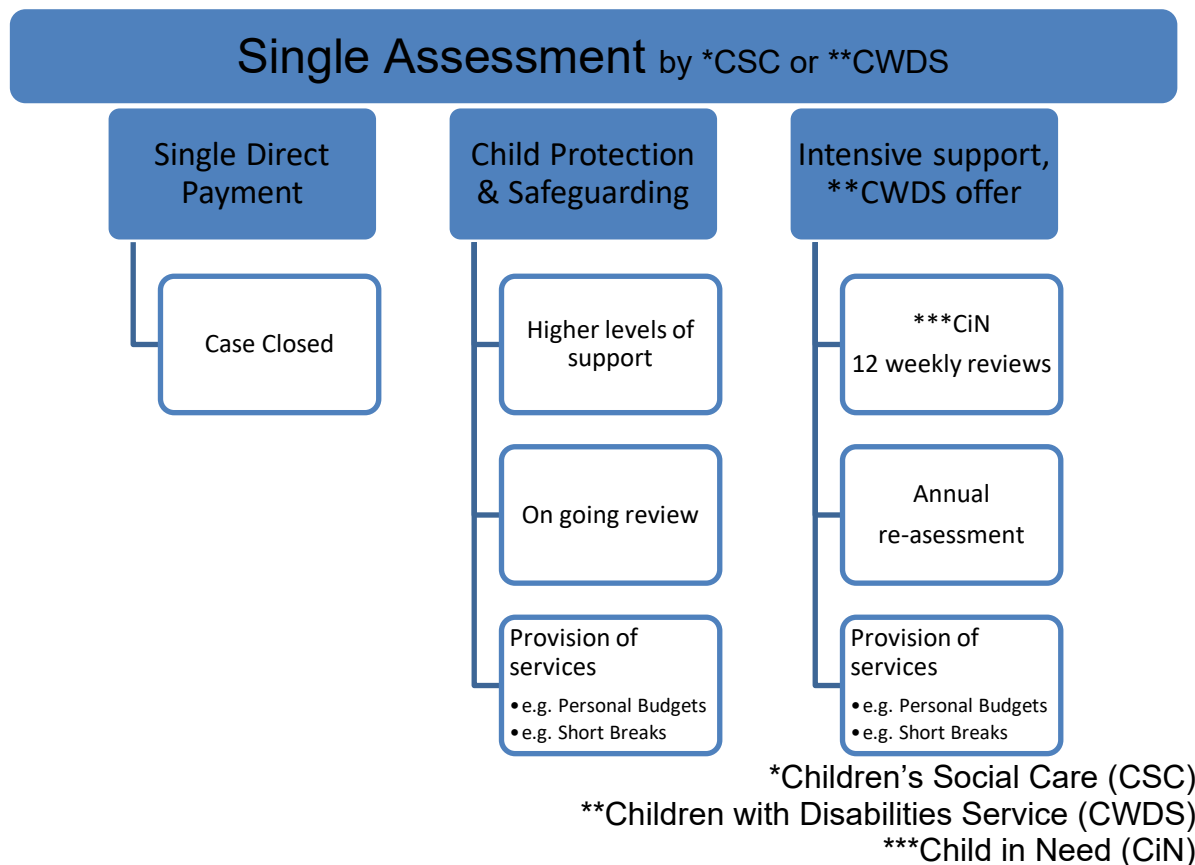 Single Assessment by *CSC or **CWDS
Single Direct
Payment
Case Closed
Child Protection
& Safeguarding
Higher levels of
support
On going review
Provision of
services
• e.g. Personal Budgets
• e.g. Short Breaks
Intensive support,
**CWDS offer
***CiN
12 weekly reviews
Annual
re-asessment
Provision of
services
• e.g. Personal Budgets
• e.g. Short Breaks
*Children’s Social Care (CSC)
**Children with Disabilities Service (CWDS)
***Child in Need (CiN)